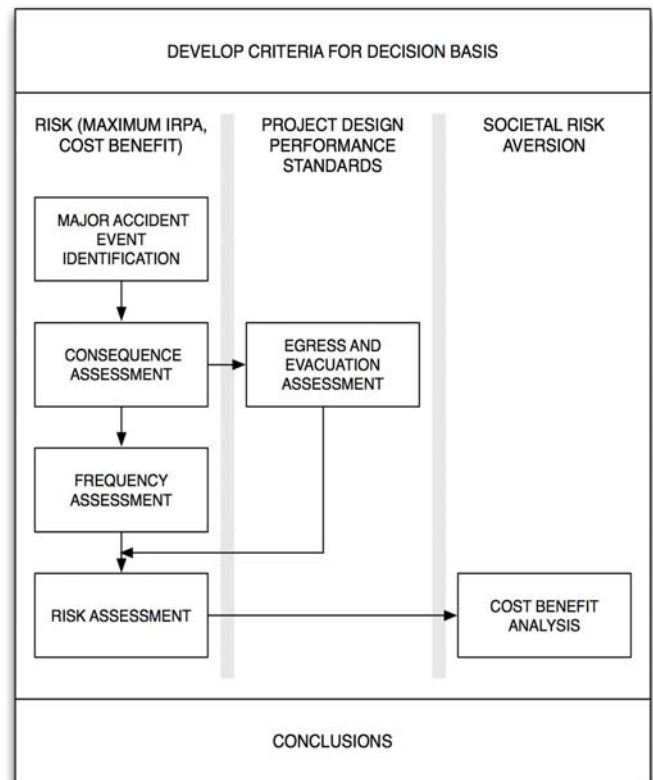 DEVELOP CRITERIA FOR DECISION BASIS
RISK (MAXIMUM IRPA,
COST BENEFIT)
PROJECT DESIGN
PERFORMANCE
STANDARDS
SOCIETAL RISK
AVERSION
MAJOR ACCIDENT
EVENT
IDENTIFICATION
CONSEQUENCE
ASSESSMENT
EGRESS AND
EVACUATION
ASSESSMENT
FREQUENCY
ASSESSMENT
RISK ASSESSMENT
COST BENEFIT
ANALYSIS
CONCLUSIONS